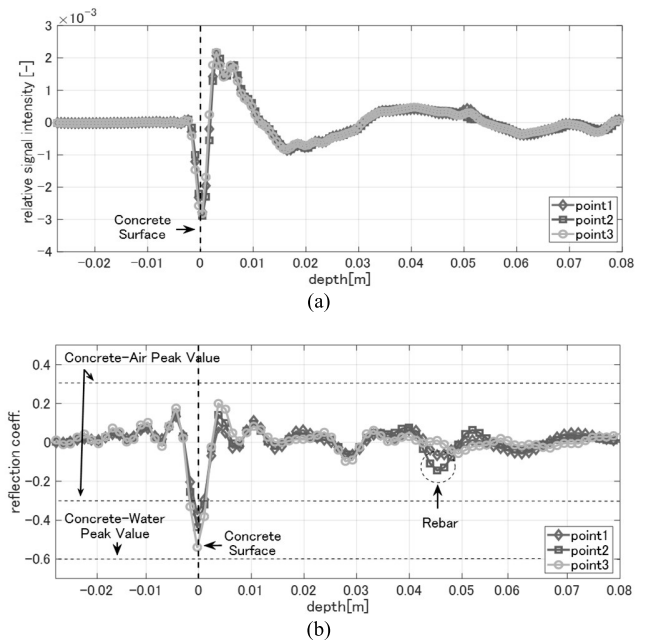 ×10⁻³
3
2
1
0
−1
−2
−3
−4
relative signal intensity [-]
Concrete
Surface
point1
point2
point3
−0.02 −0.01 0 0.01 0.02 0.03 0.04 0.05 0.06 0.07 0.08
depth[m]
(a)
0.4
0.2
0
−0.2
−0.4
−0.6
reflection coeff.
Concrete-Air Peak Value
Concrete-Water
Peak Value
Concrete
Surface
Rebar
point1
point2
point3
−0.02 −0.01 0 0.01 0.02 0.03 0.04 0.05 0.06 0.07 0.08
depth[m]
(b)